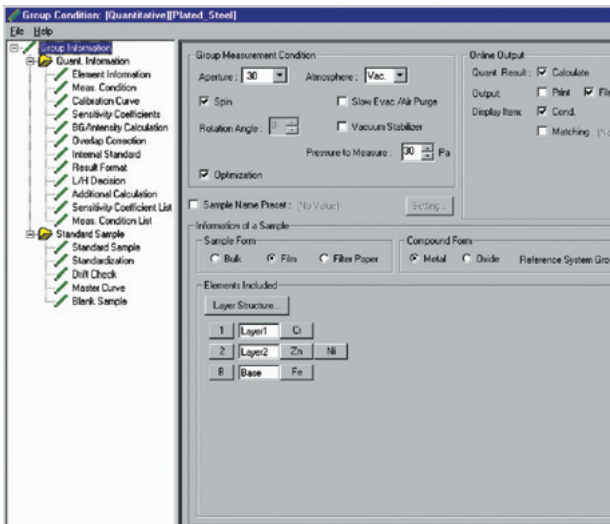 Group Condition: [Quantitative][Plated_Steel]
File Help
Group Information
Quant. Information
Element Information
Meas. Condition
Calibration Curve
Sensitivity Coefficients
BG/Intensity Calculation
Overlap Correction
Internal Standard
Result Format
L/H Decision
Additional Calculation
Sensitivity Coefficient List
Meas. Condition List
Standard Sample
Standard Sample
Standardization
Drift Check
Master Curve
Blank Sample
Group Measurement Condition
Aperture : 30 Atmosphere : Vac.
Spin Slow Evac./Air Purge
Rotation Angle : 0 Vacuum Stabilizer
Pressure to Measure : 30 Pa
Optimization
Online Output
Quant. Result : Calculate
Output: Print File
Display Item: Cond.
Matching
Sample Name Preset : (No Value) Setting...
Information of a Sample
Sample Form
Bulk Film Filter Paper
Compound Form
Metal Oxide Reference System Gro
Elements Included
Layer Structure...
1 Layer1 Cr
2 Layer2 Zn Ni
B Base Fe